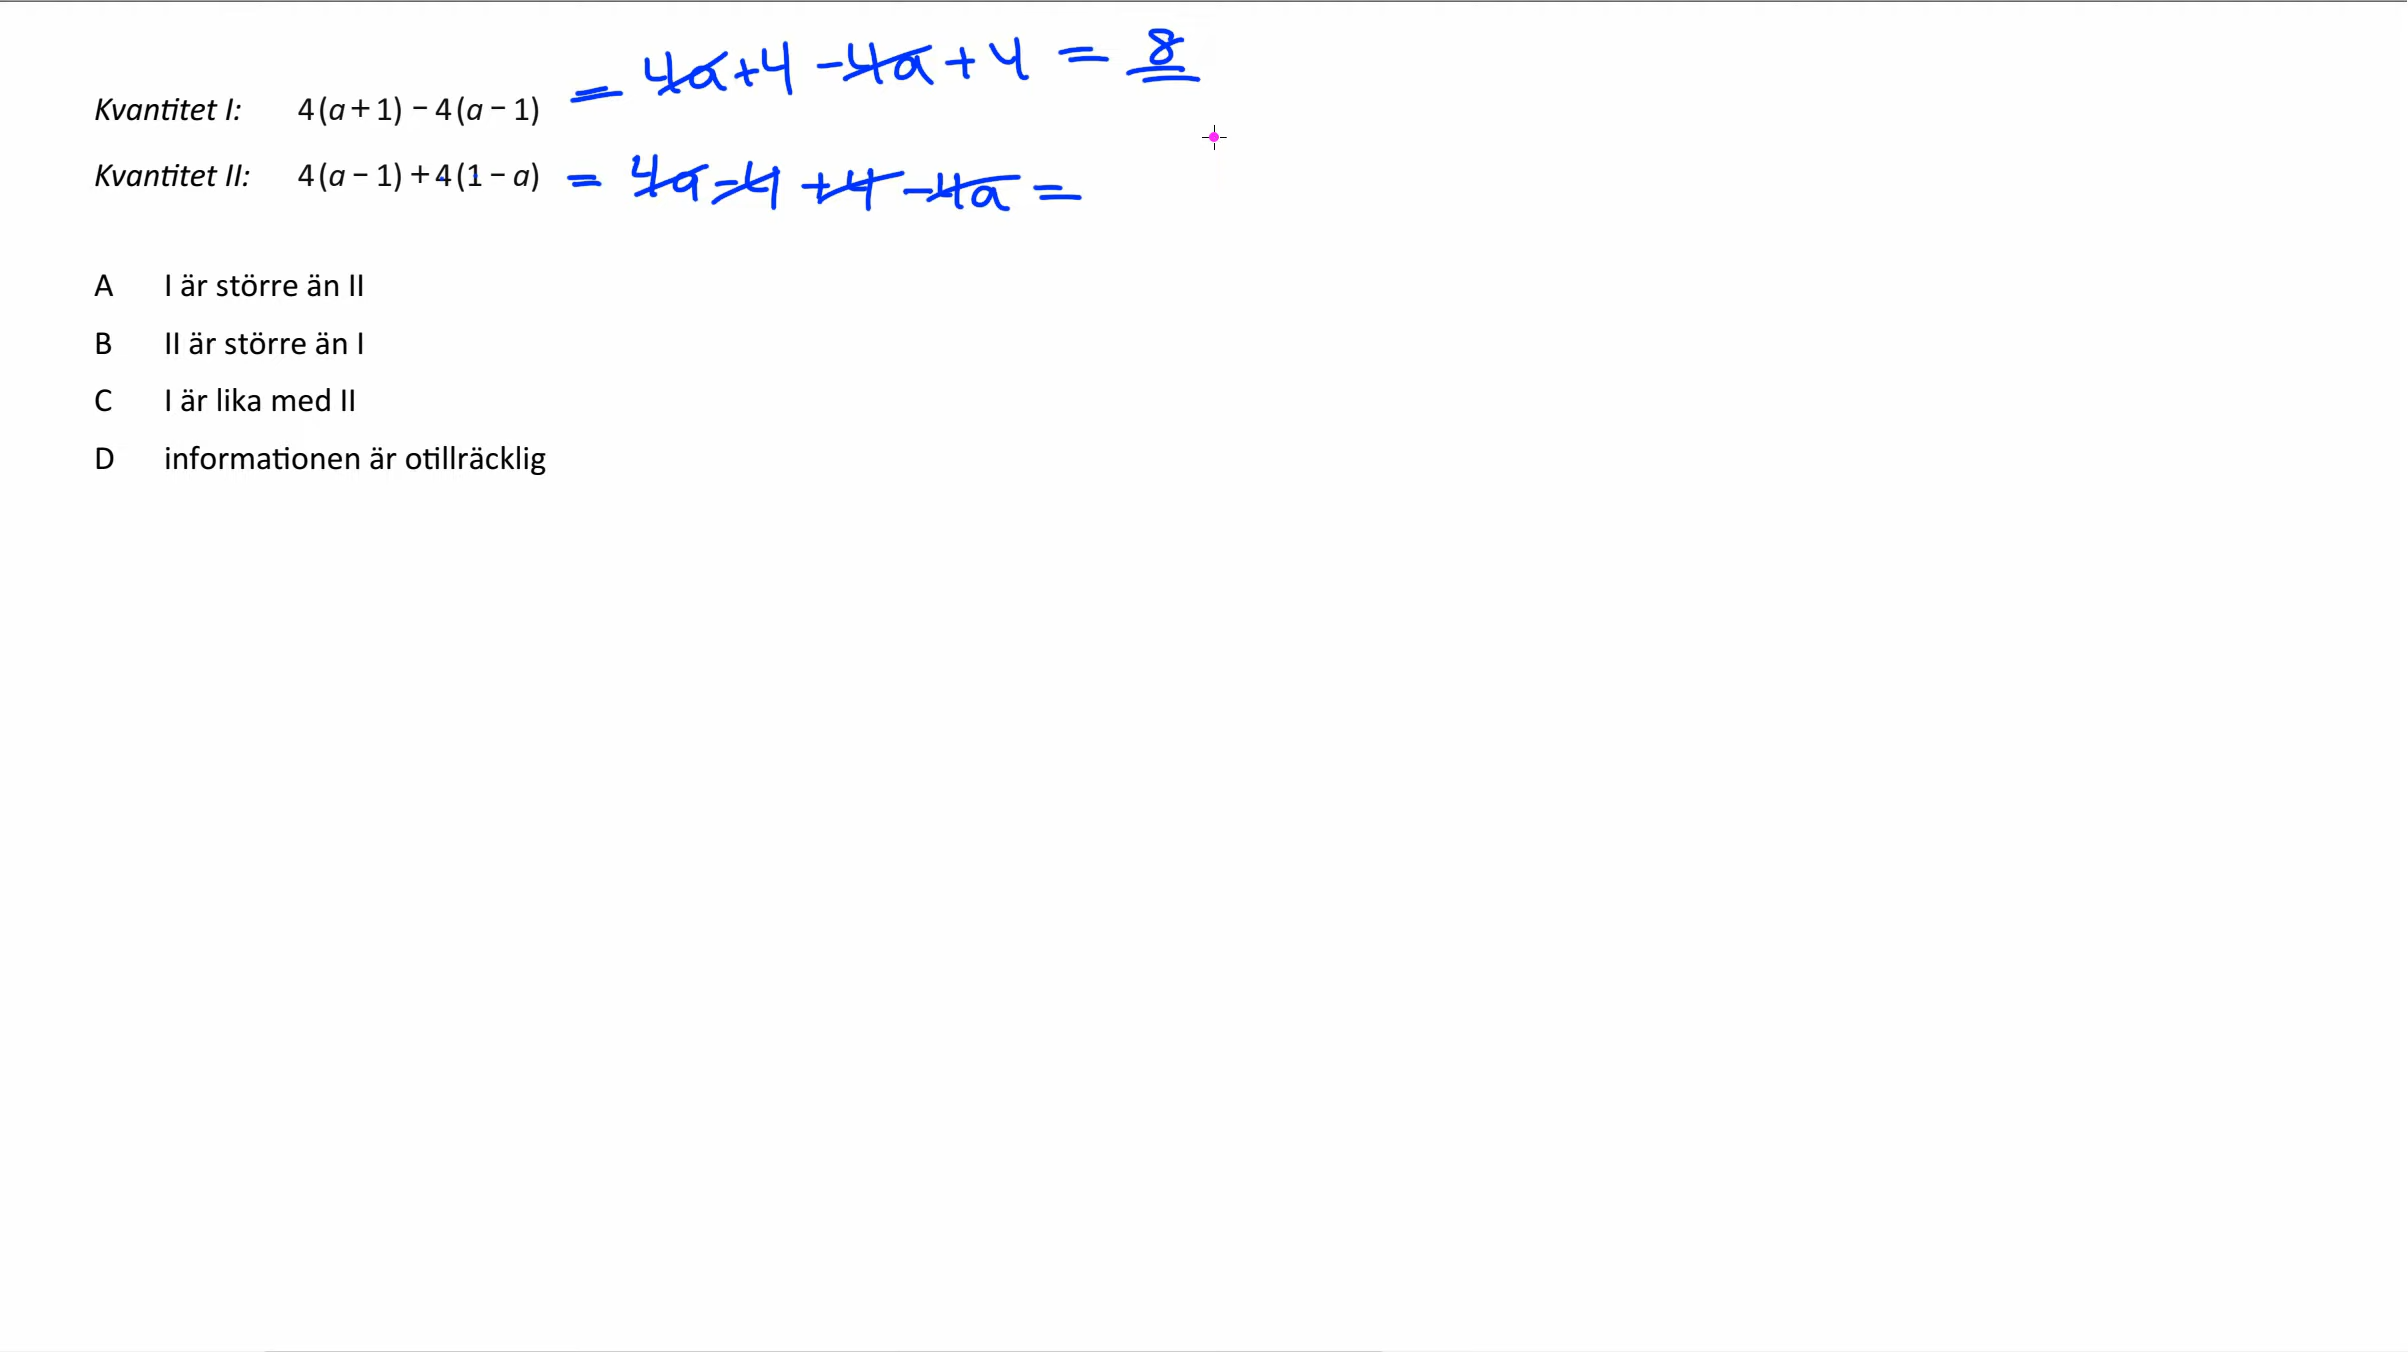 Kvantitet I: 4(a + 1) − 4(a − 1) = 4a + 4 − 4a + 4 = 8
Kvantitet II: 4(a − 1) + 4(1 − a) = 4a − 4 + 4 − 4a =
A I är större än II
B II är större än I
C I är lika med II
D informationen är otillräcklig